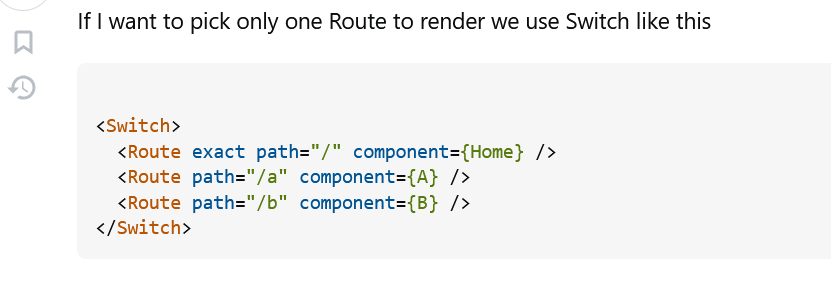 If I want to pick only one Route to render we use Switch like this
<Switch>
  <Route exact path="/" component={Home} />
  <Route path="/a" component={A} />
  <Route path="/b" component={B} />
</Switch>